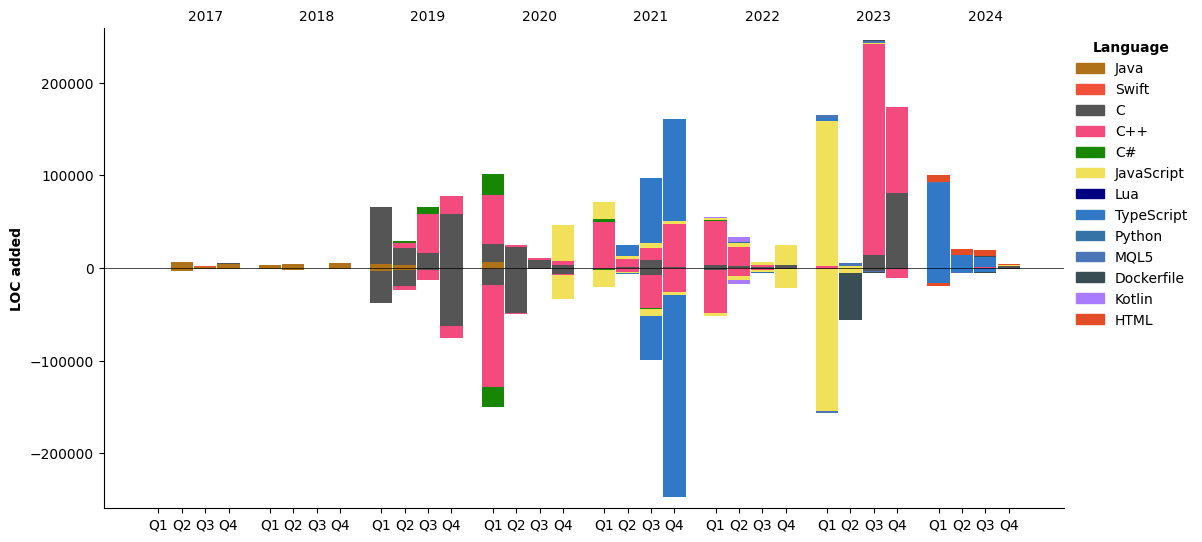 2017 2018 2019 2020 2021 2022 2023 2024
LOC added
200000
100000
0
−100000
−200000
Q1 Q2 Q3 Q4 Q1 Q2 Q3 Q4 Q1 Q2 Q3 Q4 Q1 Q2 Q3 Q4 Q1 Q2 Q3 Q4 Q1 Q2 Q3 Q4 Q1 Q2 Q3 Q4 Q1 Q2 Q3 Q4
Language
Java
Swift
C
C++
C#
JavaScript
Lua
TypeScript
Python
MQL5
Dockerfile
Kotlin
HTML